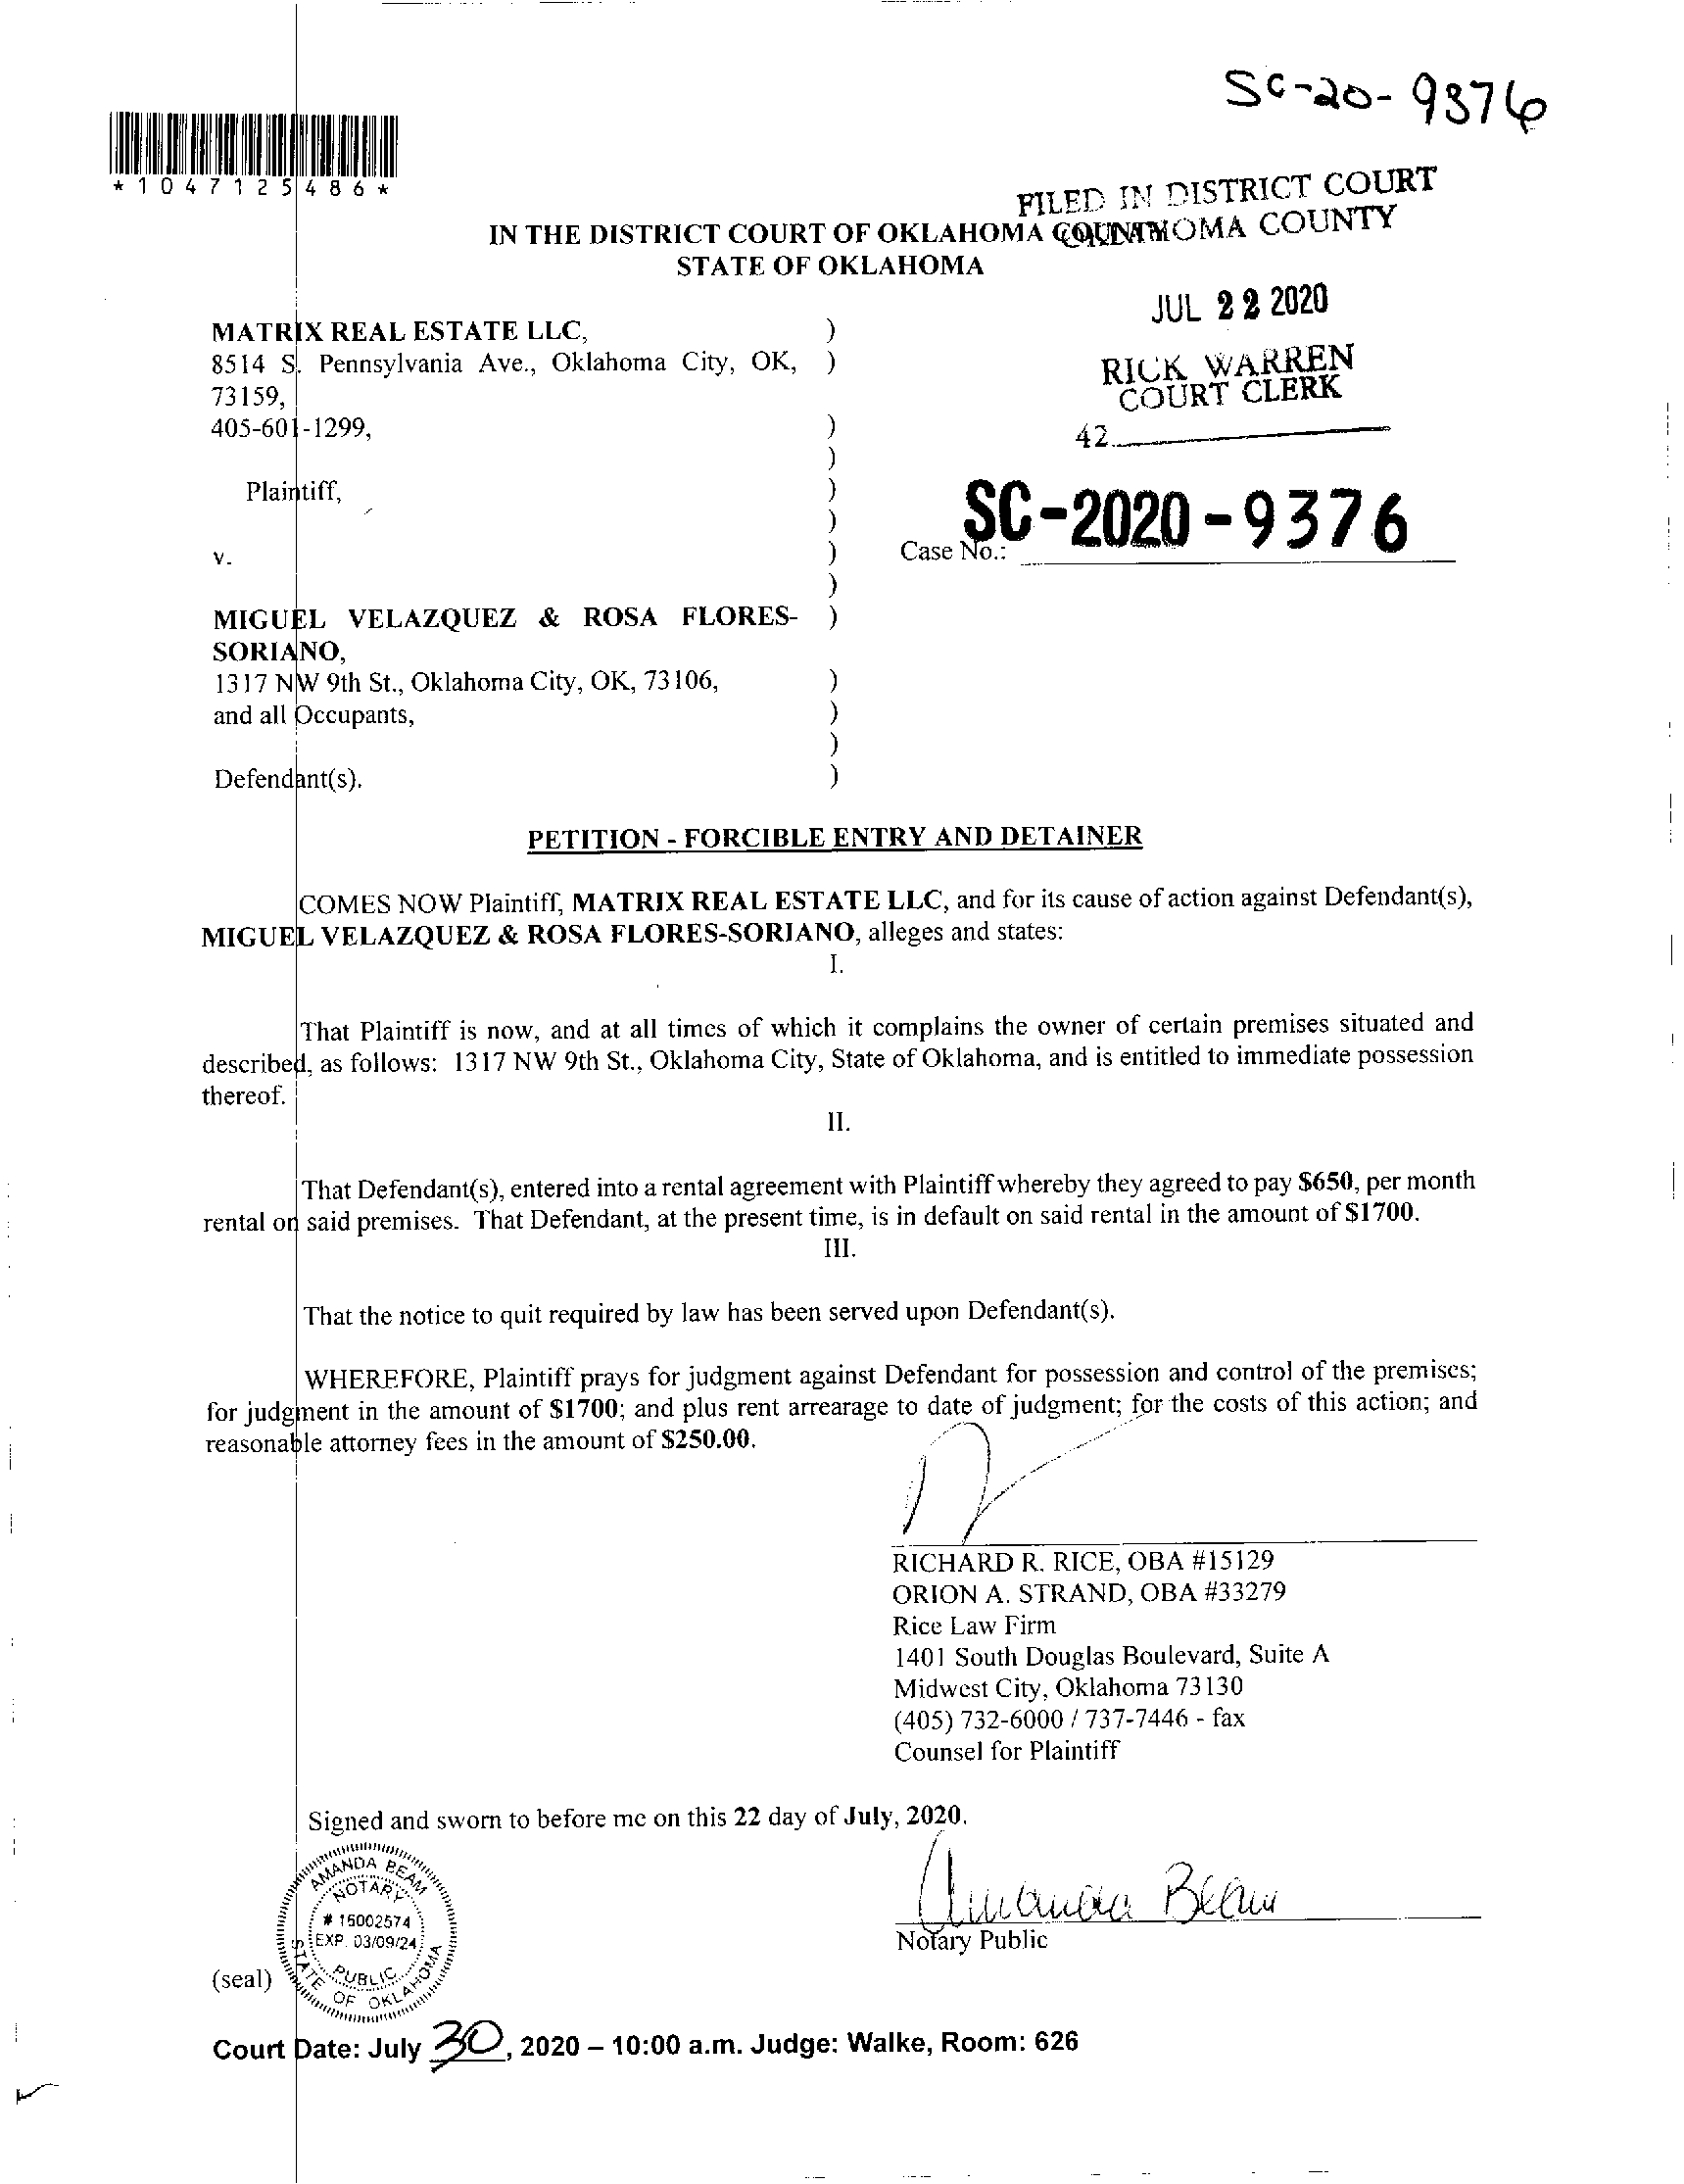 SC-20-9376
*1047125486*
FILED IN DISTRICT COURT
OKLAHOMA COUNTY
IN THE DISTRICT COURT OF OKLAHOMA COUNTY
STATE OF OKLAHOMA
JUL 22 2020
RICK WARREN
COURT CLERK
42
MATRIX REAL ESTATE LLC, )
8514 S. Pennsylvania Ave., Oklahoma City, OK, )
73159,
405-601-1299, )
)
Plaintiff, )
)
SC-2020-9376
v. ) Case No.:
)
MIGUEL VELAZQUEZ & ROSA FLORES- )
SORIANO,
1317 NW 9th St., Oklahoma City, OK, 73106, )
and all Occupants, )
)
Defendant(s). )
PETITION - FORCIBLE ENTRY AND DETAINER
COMES NOW Plaintiff, MATRIX REAL ESTATE LLC, and for its cause of action against Defendant(s),
MIGUEL VELAZQUEZ & ROSA FLORES-SORIANO, alleges and states:
I.
That Plaintiff is now, and at all times of which it complains the owner of certain premises situated and
described, as follows: 1317 NW 9th St., Oklahoma City, State of Oklahoma, and is entitled to immediate possession
thereof.
II.
That Defendant(s), entered into a rental agreement with Plaintiff whereby they agreed to pay $650, per month
rental on said premises. That Defendant, at the present time, is in default on said rental in the amount of $1700.
III.
That the notice to quit required by law has been served upon Defendant(s).
WHEREFORE, Plaintiff prays for judgment against Defendant for possession and control of the premises;
for judgment in the amount of $1700; and plus rent arrearage to date of judgment; for the costs of this action; and
reasonable attorney fees in the amount of $250.00.
RICHARD R. RICE, OBA #15129
ORION A. STRAND, OBA #33279
Rice Law Firm
1401 South Douglas Boulevard, Suite A
Midwest City, Oklahoma 73130
(405) 732-6000 / 737-7446 - fax
Counsel for Plaintiff
Signed and sworn to before me on this 22 day of July, 2020.
AMANDA BEAM
NOTARY
# 16002574
EXP. 03/09/24
PUBLIC
STATE OF OKLAHOMA
Amanda Beam
Notary Public
(seal)
Court Date: July 30, 2020 – 10:00 a.m. Judge: Walke, Room: 626